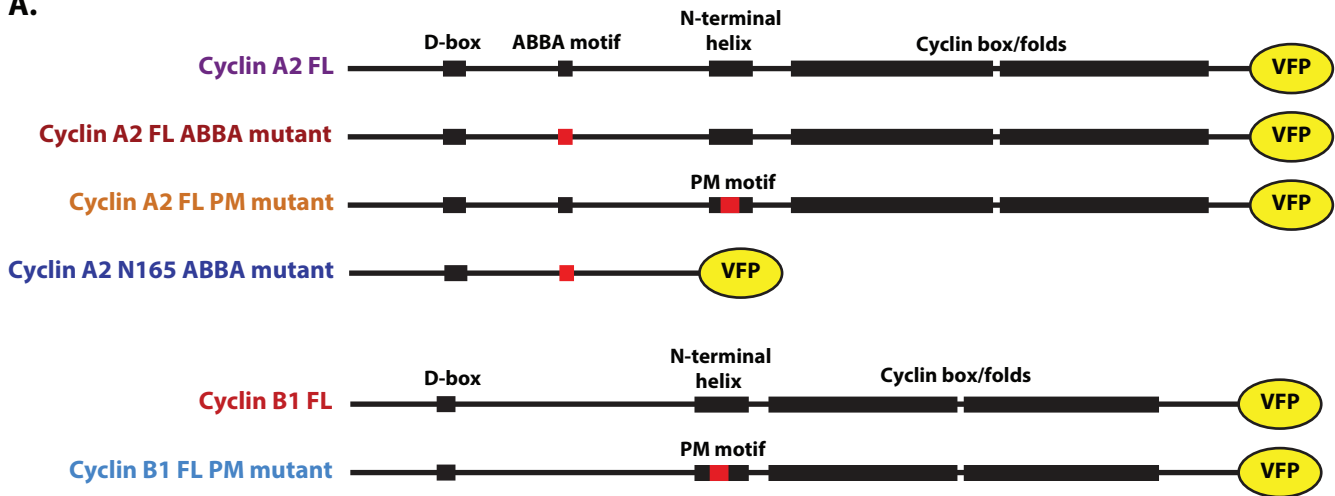 A.
N-terminal
D-box ABBA motif helix Cyclin box/folds
Cyclin A2 FL VFP
Cyclin A2 FL ABBA mutant VFP
PM motif
Cyclin A2 FL PM mutant VFP
Cyclin A2 N165 ABBA mutant VFP
N-terminal
D-box helix Cyclin box/folds
Cyclin B1 FL VFP
PM motif
Cyclin B1 FL PM mutant VFP